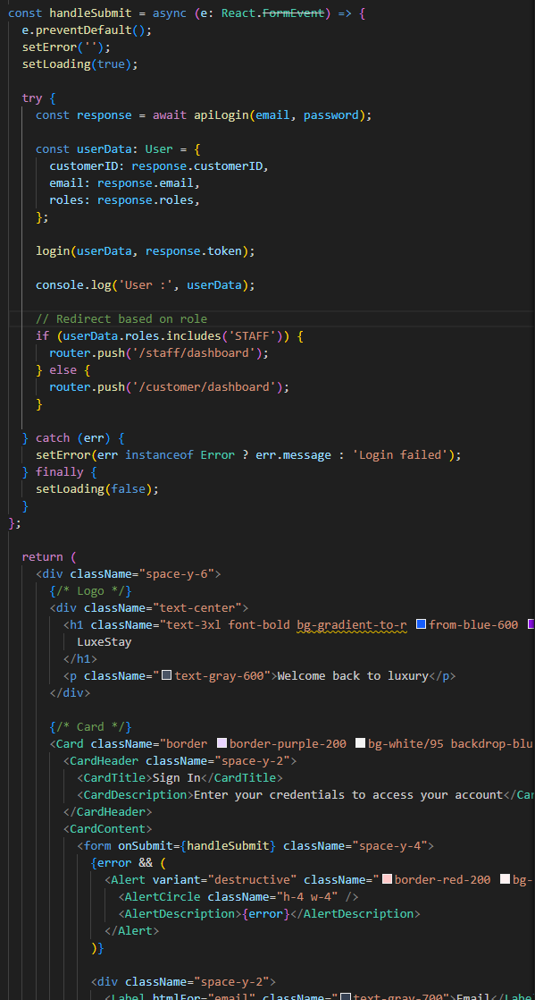 const handleSubmit = async (e: React.FormEvent) => {
  e.preventDefault();
  setError('');
  setLoading(true);

  try {
    const response = await apiLogin(email, password);

    const userData: User = {
      customerID: response.customerID,
      email: response.email,
      roles: response.roles,
    };

    login(userData, response.token);

    console.log('User :', userData);

    // Redirect based on role
    if (userData.roles.includes('STAFF')) {
      router.push('/staff/dashboard');
    } else {
      router.push('/customer/dashboard');
    }

  } catch (err) {
    setError(err instanceof Error ? err.message : 'Login failed');
  } finally {
    setLoading(false);
  }
};

  return (
    <div className="space-y-6">
      {/* Logo */}
      <div className="text-center">
        <h1 className="text-3xl font-bold bg-gradient-to-r from-blue-600
          LuxeStay
        </h1>
        <p className="text-gray-600">Welcome back to luxury</p>
      </div>

      {/* Card */}
      <Card className="border border-purple-200 bg-white/95 backdrop-blu
        <CardHeader className="space-y-2">
          <CardTitle>Sign In</CardTitle>
          <CardDescription>Enter your credentials to access your account</Car
        </CardHeader>
        <CardContent>
          <form onSubmit={handleSubmit} className="space-y-4">
            {error && (
              <Alert variant="destructive" className="border-red-200 bg-
                <AlertCircle className="h-4 w-4" />
                <AlertDescription>{error}</AlertDescription>
              </Alert>
            )}

            <div className="space-y-2">
              <Label htmlFor="email" className="text-gray-700">Email</Labe